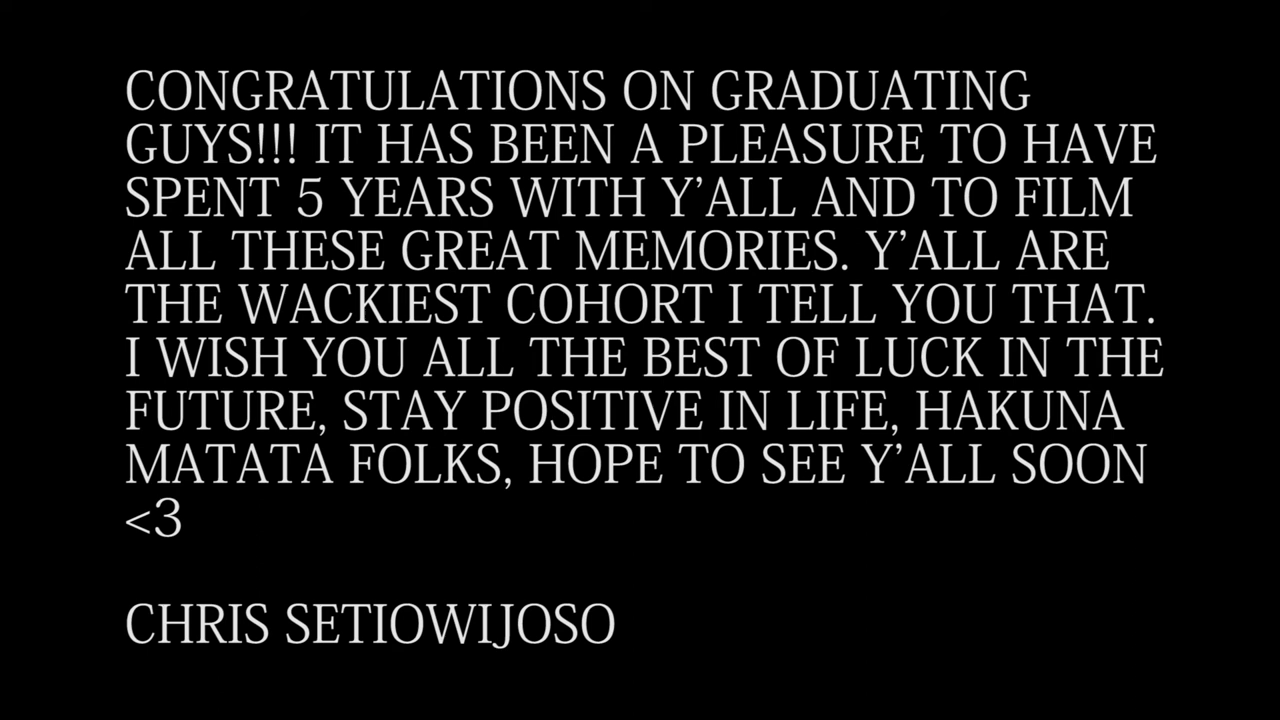 CONGRATULATIONS ON GRADUATING
GUYS!!! IT HAS BEEN A PLEASURE TO HAVE
SPENT 5 YEARS WITH Y’ALL AND TO FILM
ALL THESE GREAT MEMORIES. Y’ALL ARE
THE WACKIEST COHORT I TELL YOU THAT.
I WISH YOU ALL THE BEST OF LUCK IN THE
FUTURE, STAY POSITIVE IN LIFE, HAKUNA
MATATA FOLKS, HOPE TO SEE Y’ALL SOON
<3
CHRIS SETIOWIJOSO